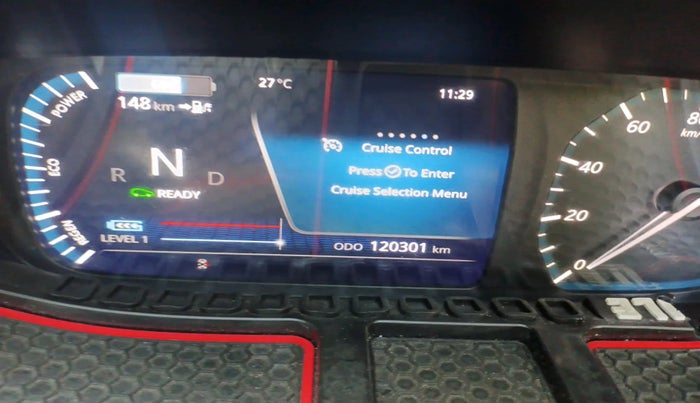 POWER
ECO
REGEN
27°C
11:29
148 km
R N D
READY
LEVEL 1
Cruise Control
Press To Enter
Cruise Selection Menu
ODO 120301 km
0
20
40
60
km/